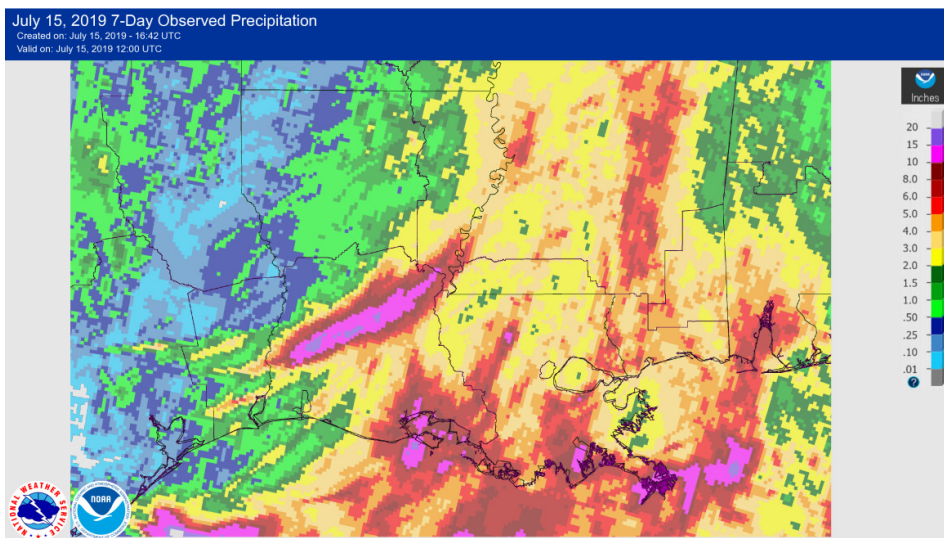 July 15, 2019 7-Day Observed Precipitation
Created on: July 15, 2019 - 16:42 UTC
Valid on: July 15, 2019 12:00 UTC
Inches
20
15
10
8.0
6.0
5.0
4.0
3.0
2.0
1.5
1.0
.50
.25
.10
.01
?
NATIONAL WEATHER SERVICE
NOAA